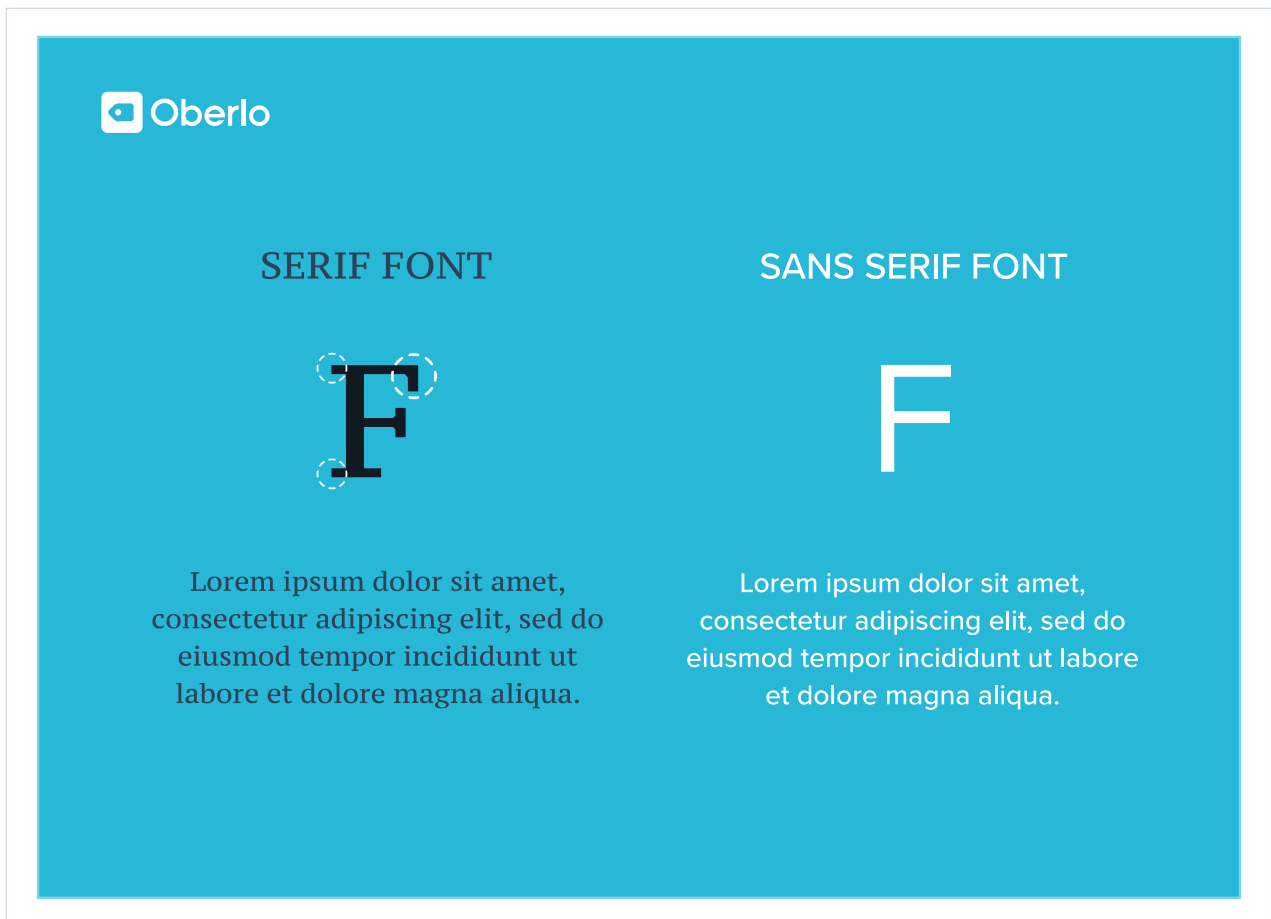 Oberlo
SERIF FONT
F
Lorem ipsum dolor sit amet,
consectetur adipiscing elit, sed do
eiusmod tempor incididunt ut
labore et dolore magna aliqua.
SANS SERIF FONT
F
Lorem ipsum dolor sit amet,
consectetur adipiscing elit, sed do
eiusmod tempor incididunt ut labore
et dolore magna aliqua.